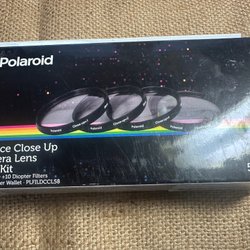 Polaroid
ce Close Up
era Lens
Kit
+10 Diopter Filters
er Wallet · PLFILDCCL58